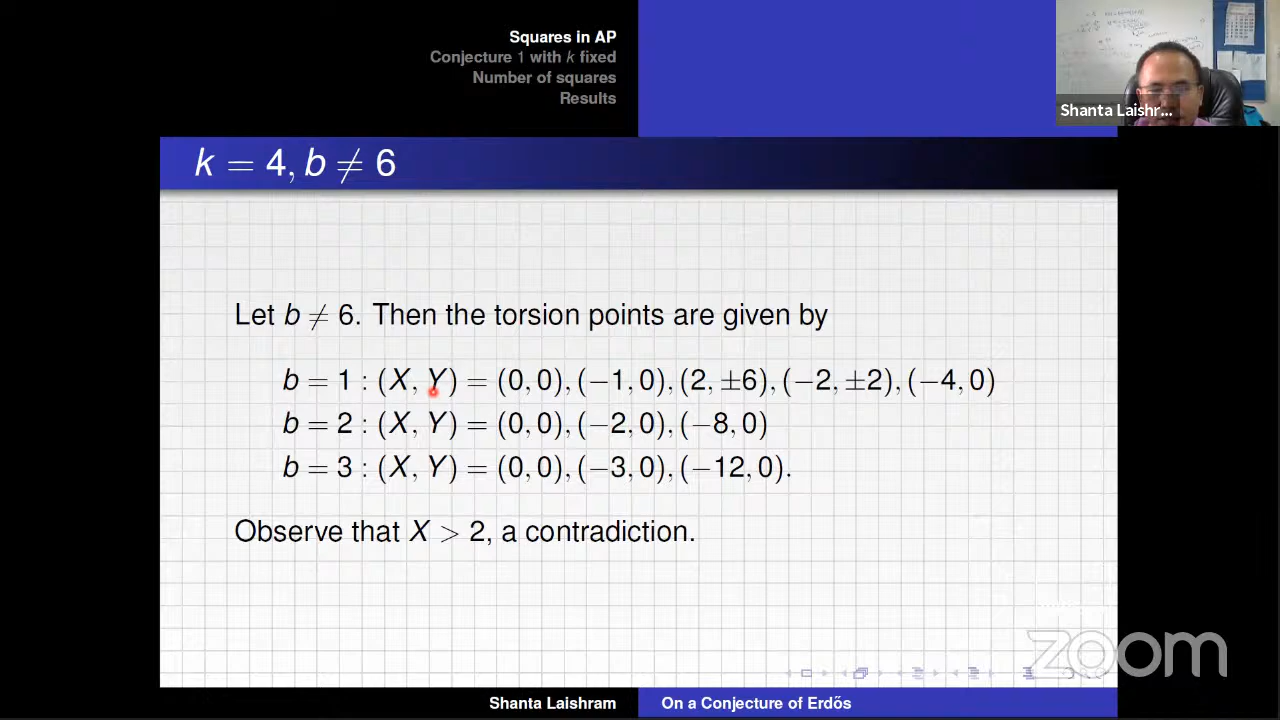 Squares in AP
Conjecture 1 with k fixed
Number of squares
Results
Shanta Laishr...
k = 4, b ≠ 6
Let b ≠ 6. Then the torsion points are given by
b = 1 : (X, Y) = (0, 0), (−1, 0), (2, ±6), (−2, ±2), (−4, 0)
b = 2 : (X, Y) = (0, 0), (−2, 0), (−8, 0)
b = 3 : (X, Y) = (0, 0), (−3, 0), (−12, 0).
Observe that X > 2, a contradiction.
zoom
Shanta Laishram
On a Conjecture of Erdős